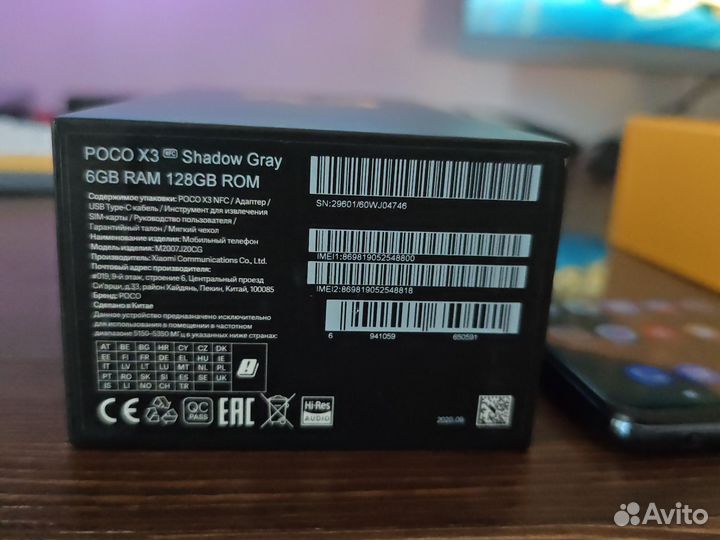 POCO X3 NFC Shadow Gray
6GB RAM 128GB ROM
Содержимое упаковки: POCO X3 NFC / Адаптер /
USB Type-C кабель / Инструмент для извлечения
SIM-карты / Руководство пользователя /
Гарантийный талон / Мягкий чехол
Наименование изделия: Мобильный телефон
Модель изделия: M2007J20CG
Производитель: Xiaomi Communications Co., Ltd.
Почтовый адрес производителя:
#019, 9-й этаж, строение 6, Центральный проезд
Си'эрци, д.33, район Хайдянь, Пекин, Китай, 100085
Бренд: POCO
Сделано в Китае
Данное устройство предназначено исключительно
для использования в помещении в частотном
диапазоне 5150-5350 МГц в указанных ниже странах:
AT BE BG HR CY CZ DK
EE FI FR DE EL HU IE
IT LV LT LU MT NL PL
PT RO SK SI ES SE UK
IS LI NO CH TR
CE QC PASS EAC Hi-Res AUDIO
SN:29601/60WJ04746
IMEI1:869819052548800
IMEI2:869819052548818
6 941059 650591
2020.09
Avito